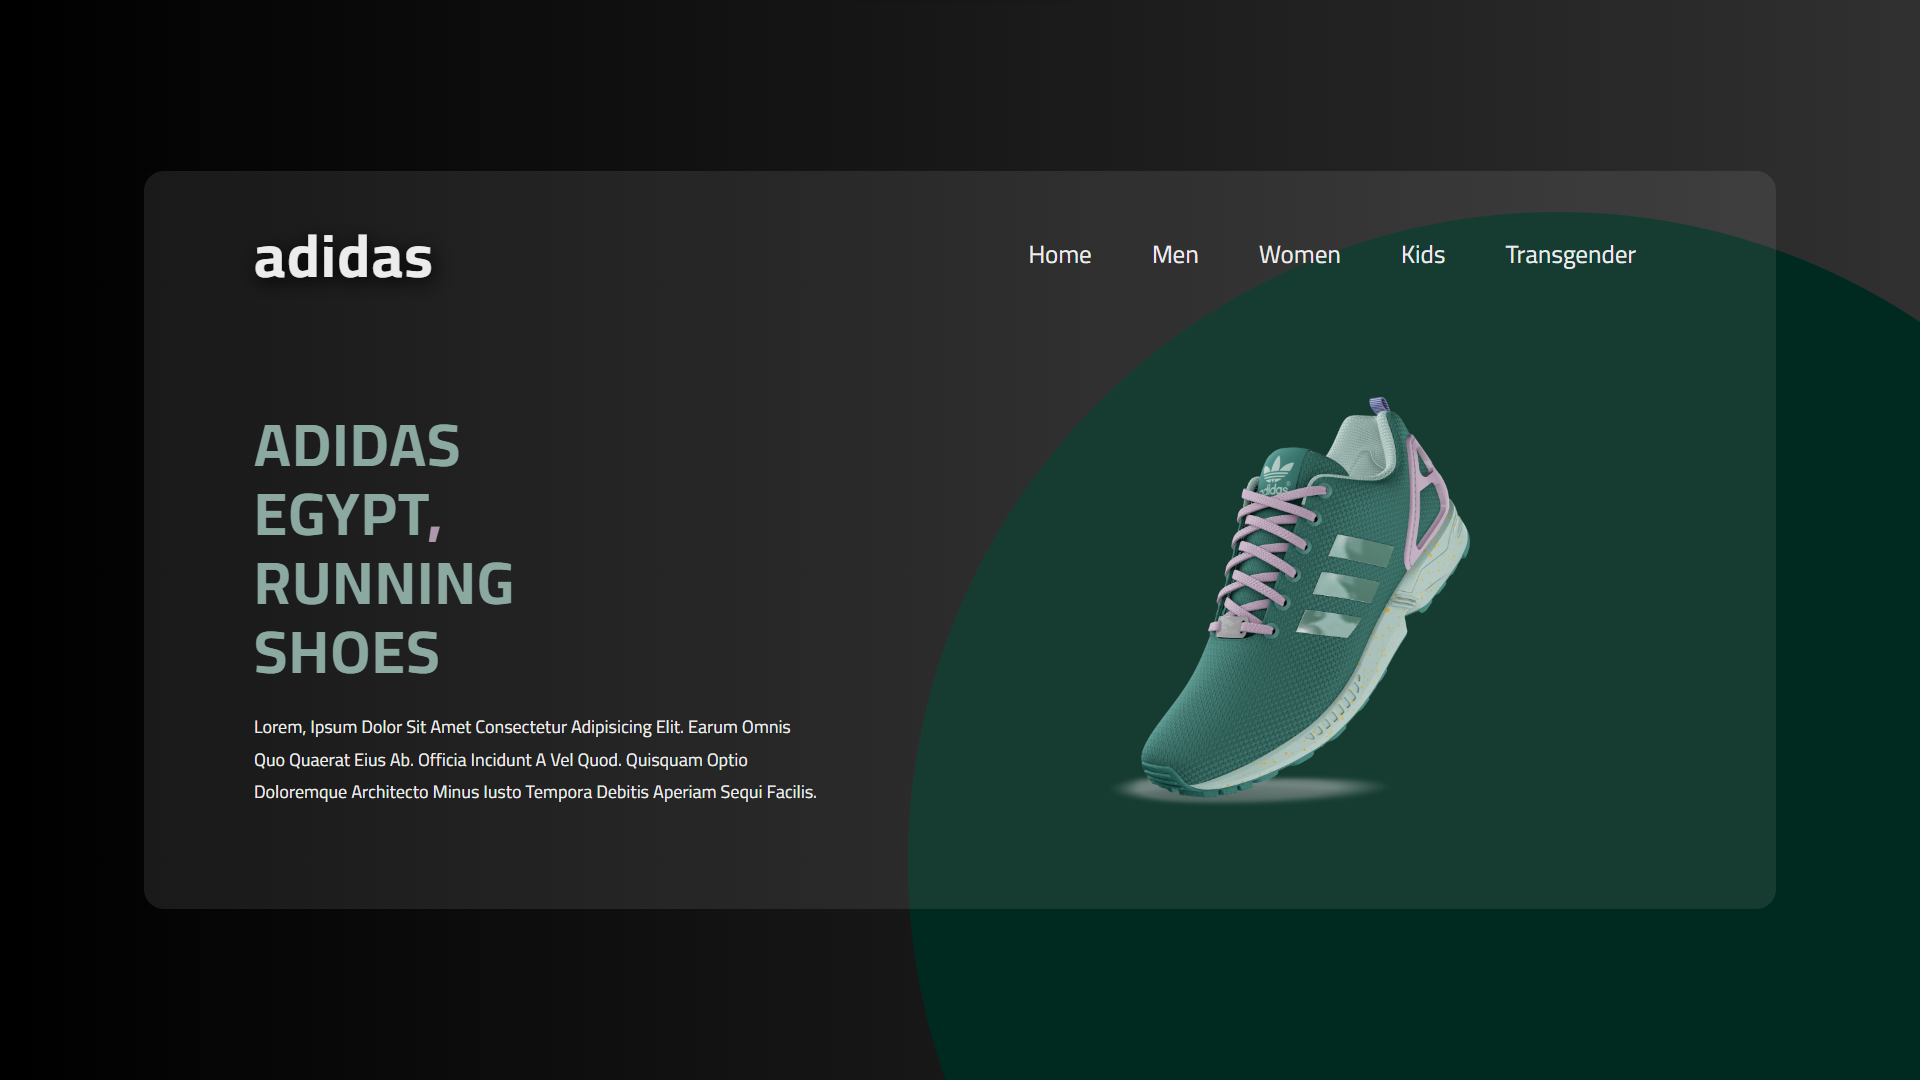 adidas
Home Men Women Kids Transgender
ADIDAS
EGYPT,
RUNNING
SHOES
Lorem, Ipsum Dolor Sit Amet Consectetur Adipisicing Elit. Earum Omnis
Quo Quaerat Eius Ab. Officia Incidunt A Vel Quod. Quisquam Optio
Doloremque Architecto Minus Iusto Tempora Debitis Aperiam Sequi Facilis.
adidas